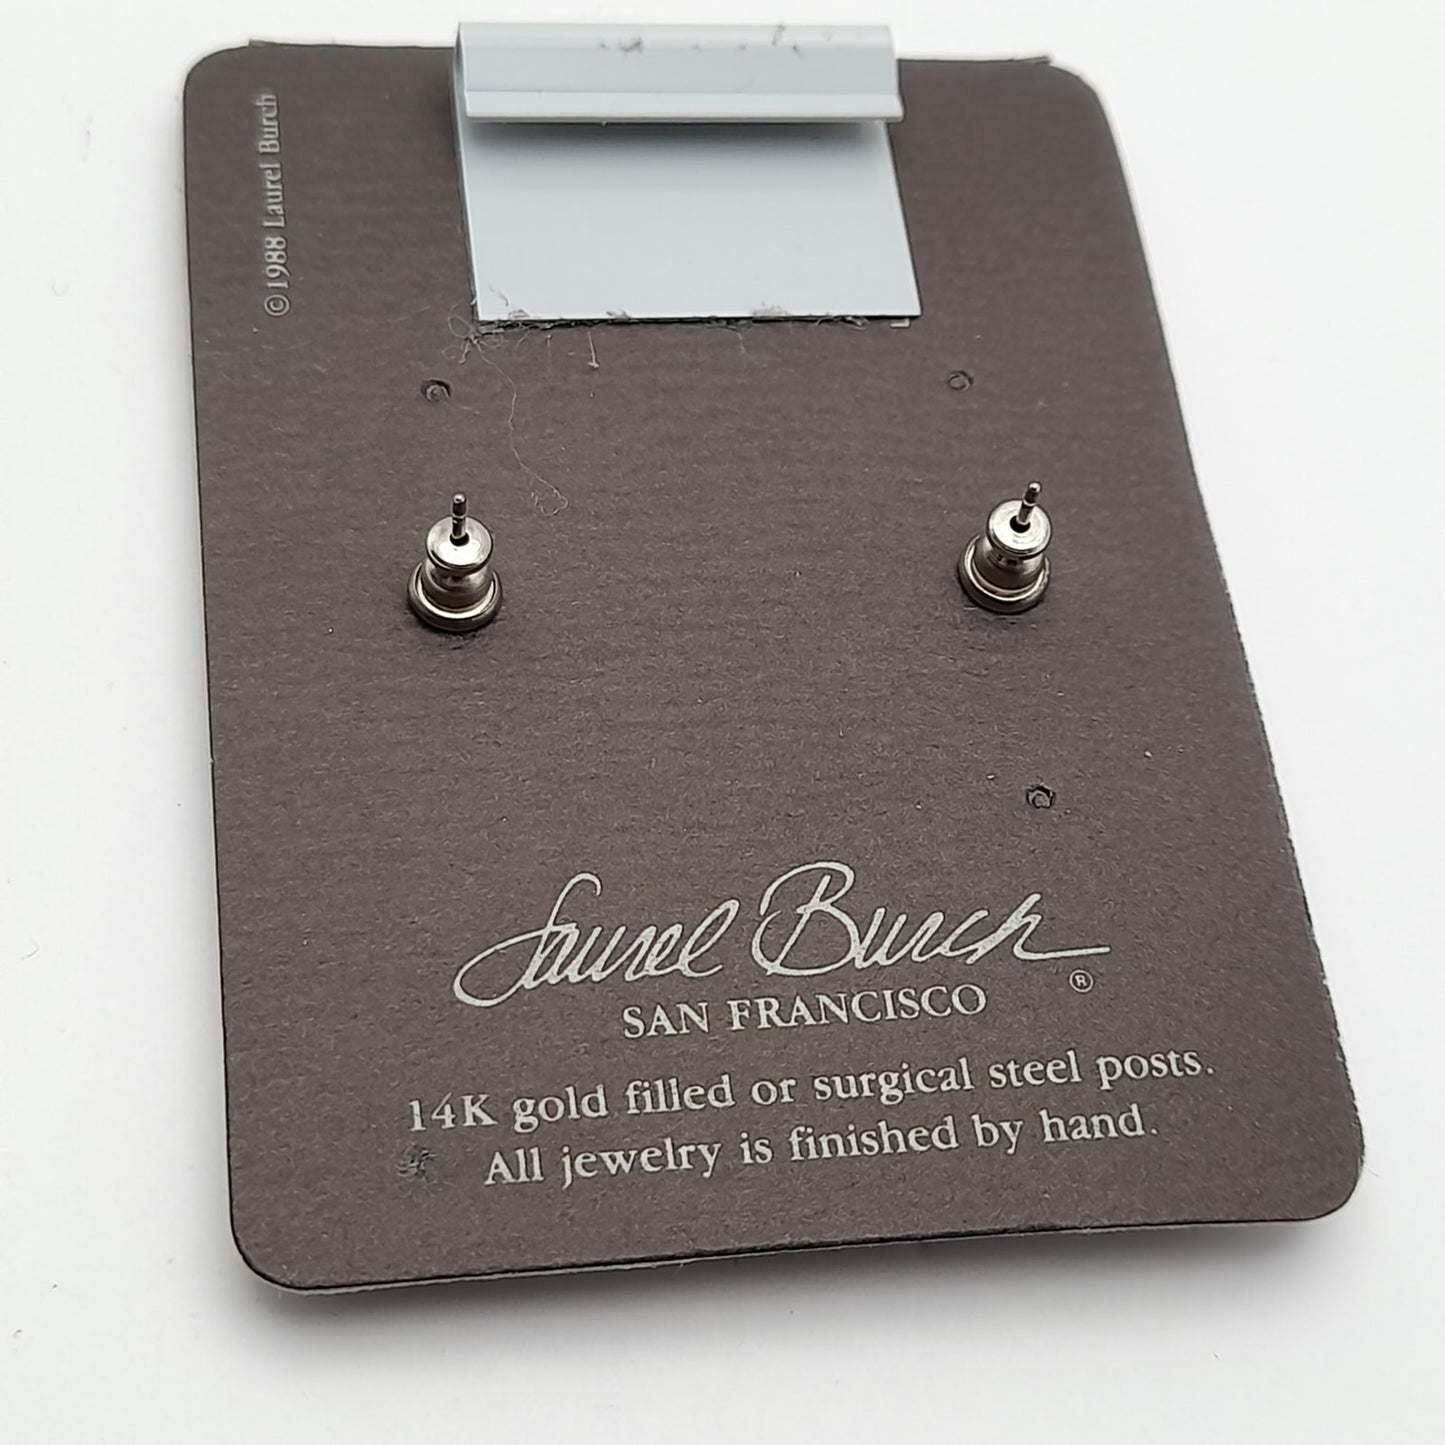 ©1988 Laurel Burch
Laurel Burch ®
SAN FRANCISCO
14K gold filled or surgical steel posts.
All jewelry is finished by hand.